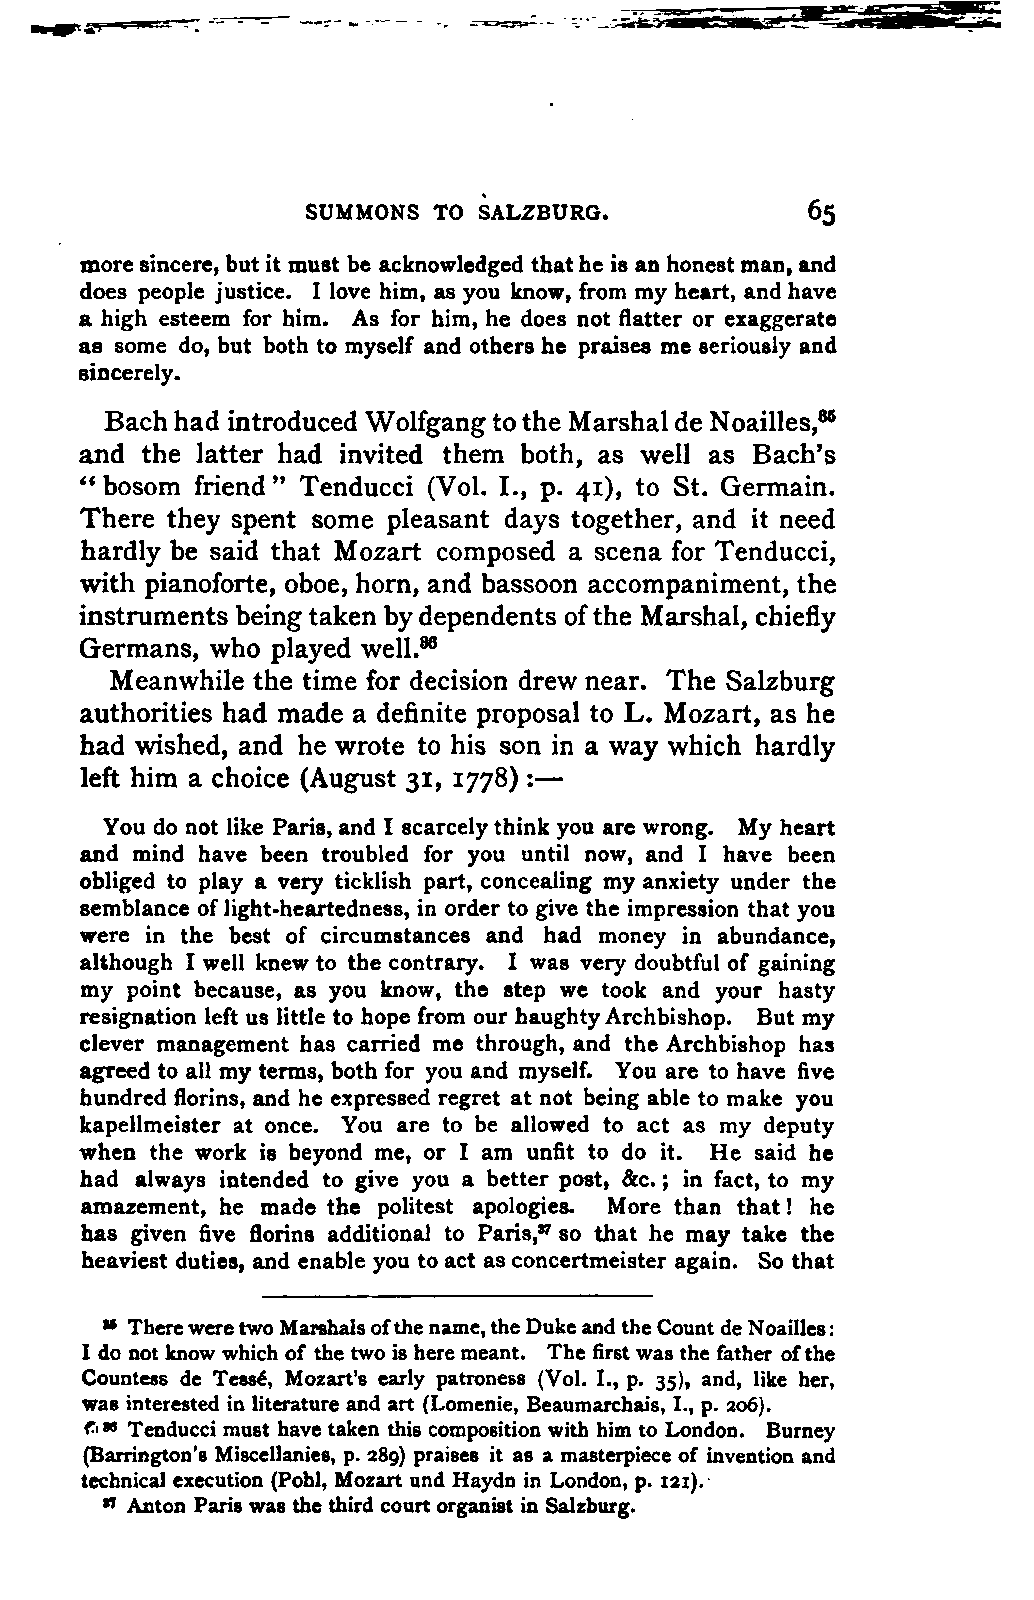 SUMMONS TO SALZBURG. 65
more sincere, but it must be acknowledged that he is an honest man, and
does people justice. I love him, as you know, from my heart, and have
a high esteem for him. As for him, he does not flatter or exaggerate
as some do, but both to myself and others he praises me seriously and
sincerely.
Bach had introduced Wolfgang to the Marshal de Noailles,⁸⁵
and the latter had invited them both, as well as Bach's
"bosom friend" Tenducci (Vol. I., p. 41), to St. Germain.
There they spent some pleasant days together, and it need
hardly be said that Mozart composed a scena for Tenducci,
with pianoforte, oboe, horn, and bassoon accompaniment, the
instruments being taken by dependents of the Marshal, chiefly
Germans, who played well.⁸⁶
Meanwhile the time for decision drew near. The Salzburg
authorities had made a definite proposal to L. Mozart, as he
had wished, and he wrote to his son in a way which hardly
left him a choice (August 31, 1778) :—
You do not like Paris, and I scarcely think you are wrong. My heart
and mind have been troubled for you until now, and I have been
obliged to play a very ticklish part, concealing my anxiety under the
semblance of light-heartedness, in order to give the impression that you
were in the best of circumstances and had money in abundance,
although I well knew to the contrary. I was very doubtful of gaining
my point because, as you know, the step we took and your hasty
resignation left us little to hope from our haughty Archbishop. But my
clever management has carried me through, and the Archbishop has
agreed to all my terms, both for you and myself. You are to have five
hundred florins, and he expressed regret at not being able to make you
kapellmeister at once. You are to be allowed to act as my deputy
when the work is beyond me, or I am unfit to do it. He said he
had always intended to give you a better post, &c. ; in fact, to my
amazement, he made the politest apologies. More than that! he
has given five florins additional to Paris,⁸⁷ so that he may take the
heaviest duties, and enable you to act as concertmeister again. So that
⁸⁵ There were two Marshals of the name, the Duke and the Count de Noailles:
I do not know which of the two is here meant. The first was the father of the
Countess de Tessé, Mozart's early patroness (Vol. I., p. 35), and, like her,
was interested in literature and art (Lomenie, Beaumarchais, I., p. 206).
⁸⁶ Tenducci must have taken this composition with him to London. Burney
(Barrington's Miscellanies, p. 289) praises it as a masterpiece of invention and
technical execution (Pohl, Mozart und Haydn in London, p. 121).
⁸⁷ Anton Paris was the third court organist in Salzburg.